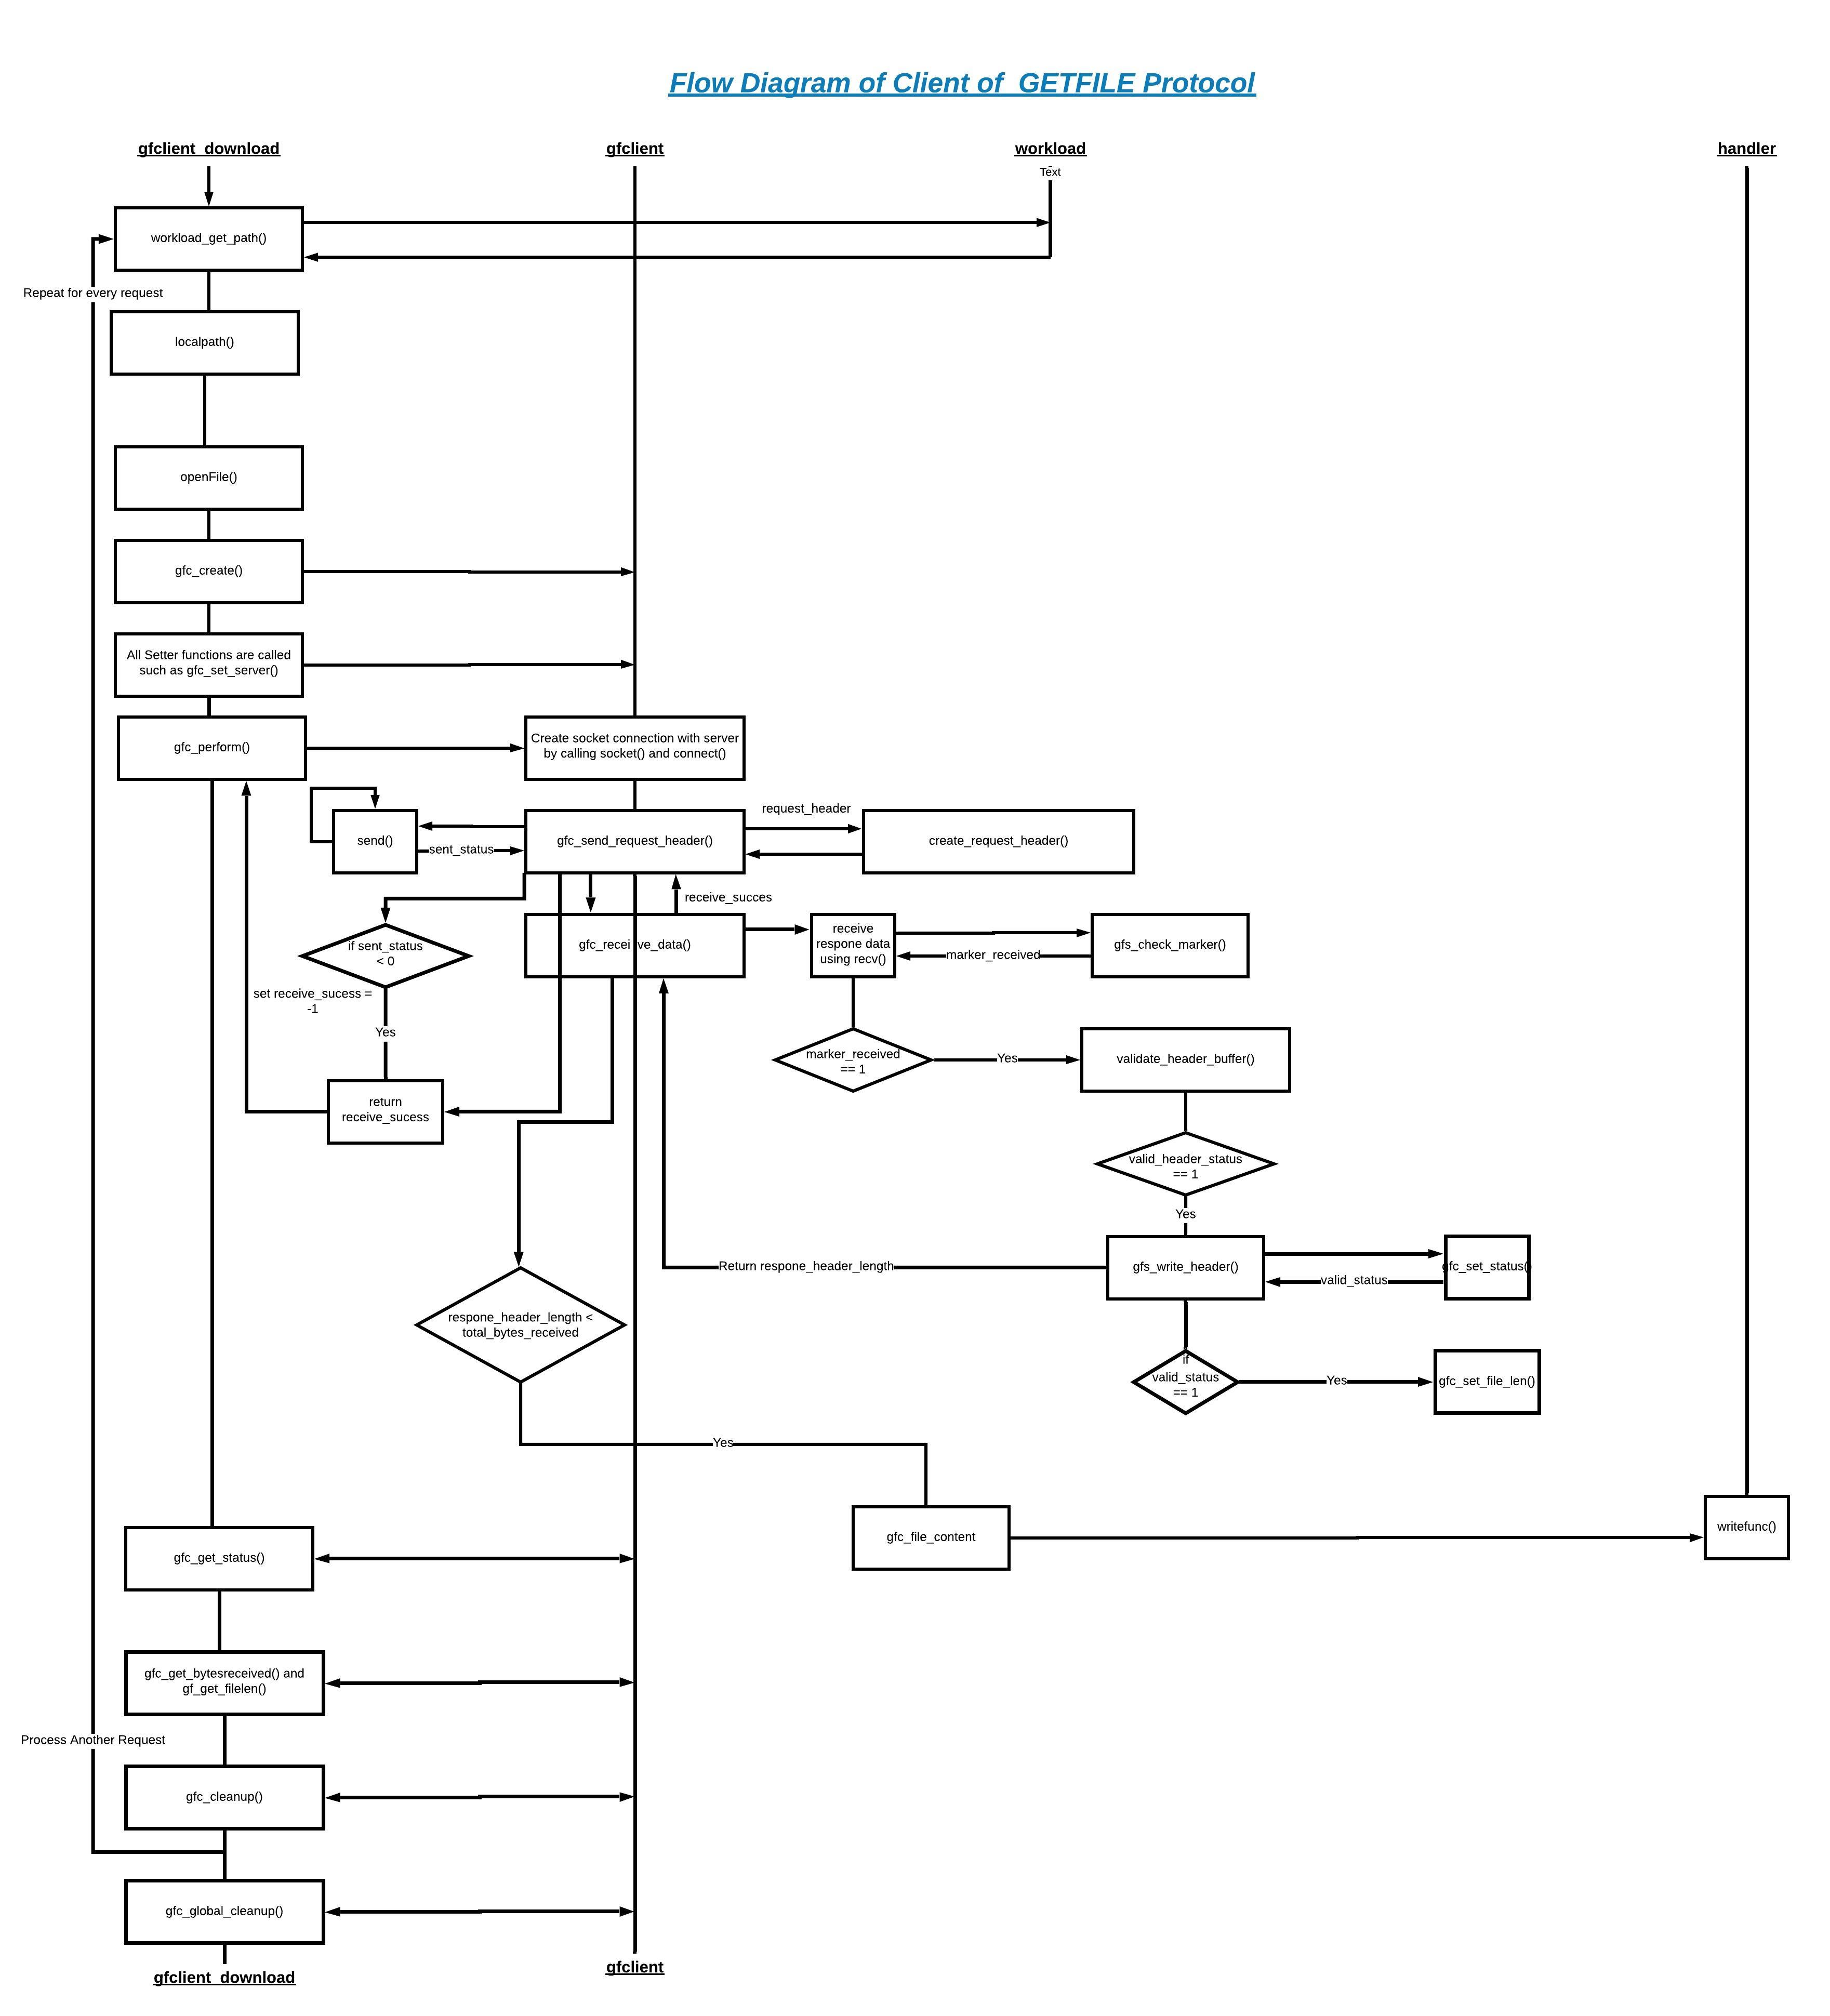 Flow Diagram of Client of GETFILE Protocol
gfclient_download
gfclient
workload
handler
Text
workload_get_path()
Repeat for every request
localpath()
openFile()
gfc_create()
All Setter functions are called
such as gfc_set_server()
gfc_perform()
Create socket connection with server
by calling socket() and connect()
request_header
send()
sent_status
gfc_send_request_header()
create_request_header()
receive_succes
if sent_status
< 0
gfc_receive_data()
receive
respone data
using recv()
marker_received
gfs_check_marker()
set receive_sucess =
-1
Yes
marker_received
== 1
Yes
validate_header_buffer()
return
receive_sucess
valid_header_status
== 1
Yes
Return respone_header_length
gfs_write_header()
valid_status
gfc_set_status()
respone_header_length <
total_bytes_received
if
valid_status
== 1
Yes
gfc_set_file_len()
Yes
gfc_file_content
writefunc()
gfc_get_status()
gfc_get_bytesreceived() and
gf_get_filelen()
Process Another Request
gfc_cleanup()
gfc_global_cleanup()
gfclient_download
gfclient